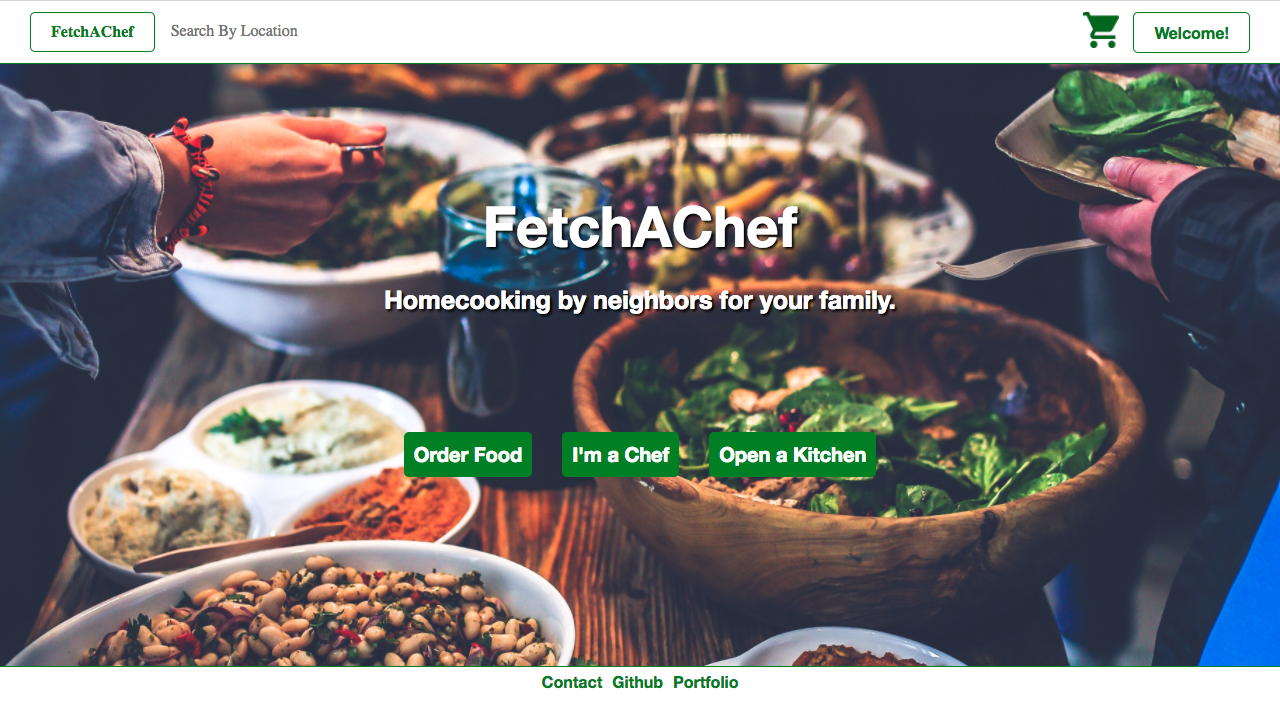 FetchAChef Search By Location Welcome!
FetchAChef
Homecooking by neighbors for your family.
Order Food I'm a Chef Open a Kitchen
Contact Github Portfolio